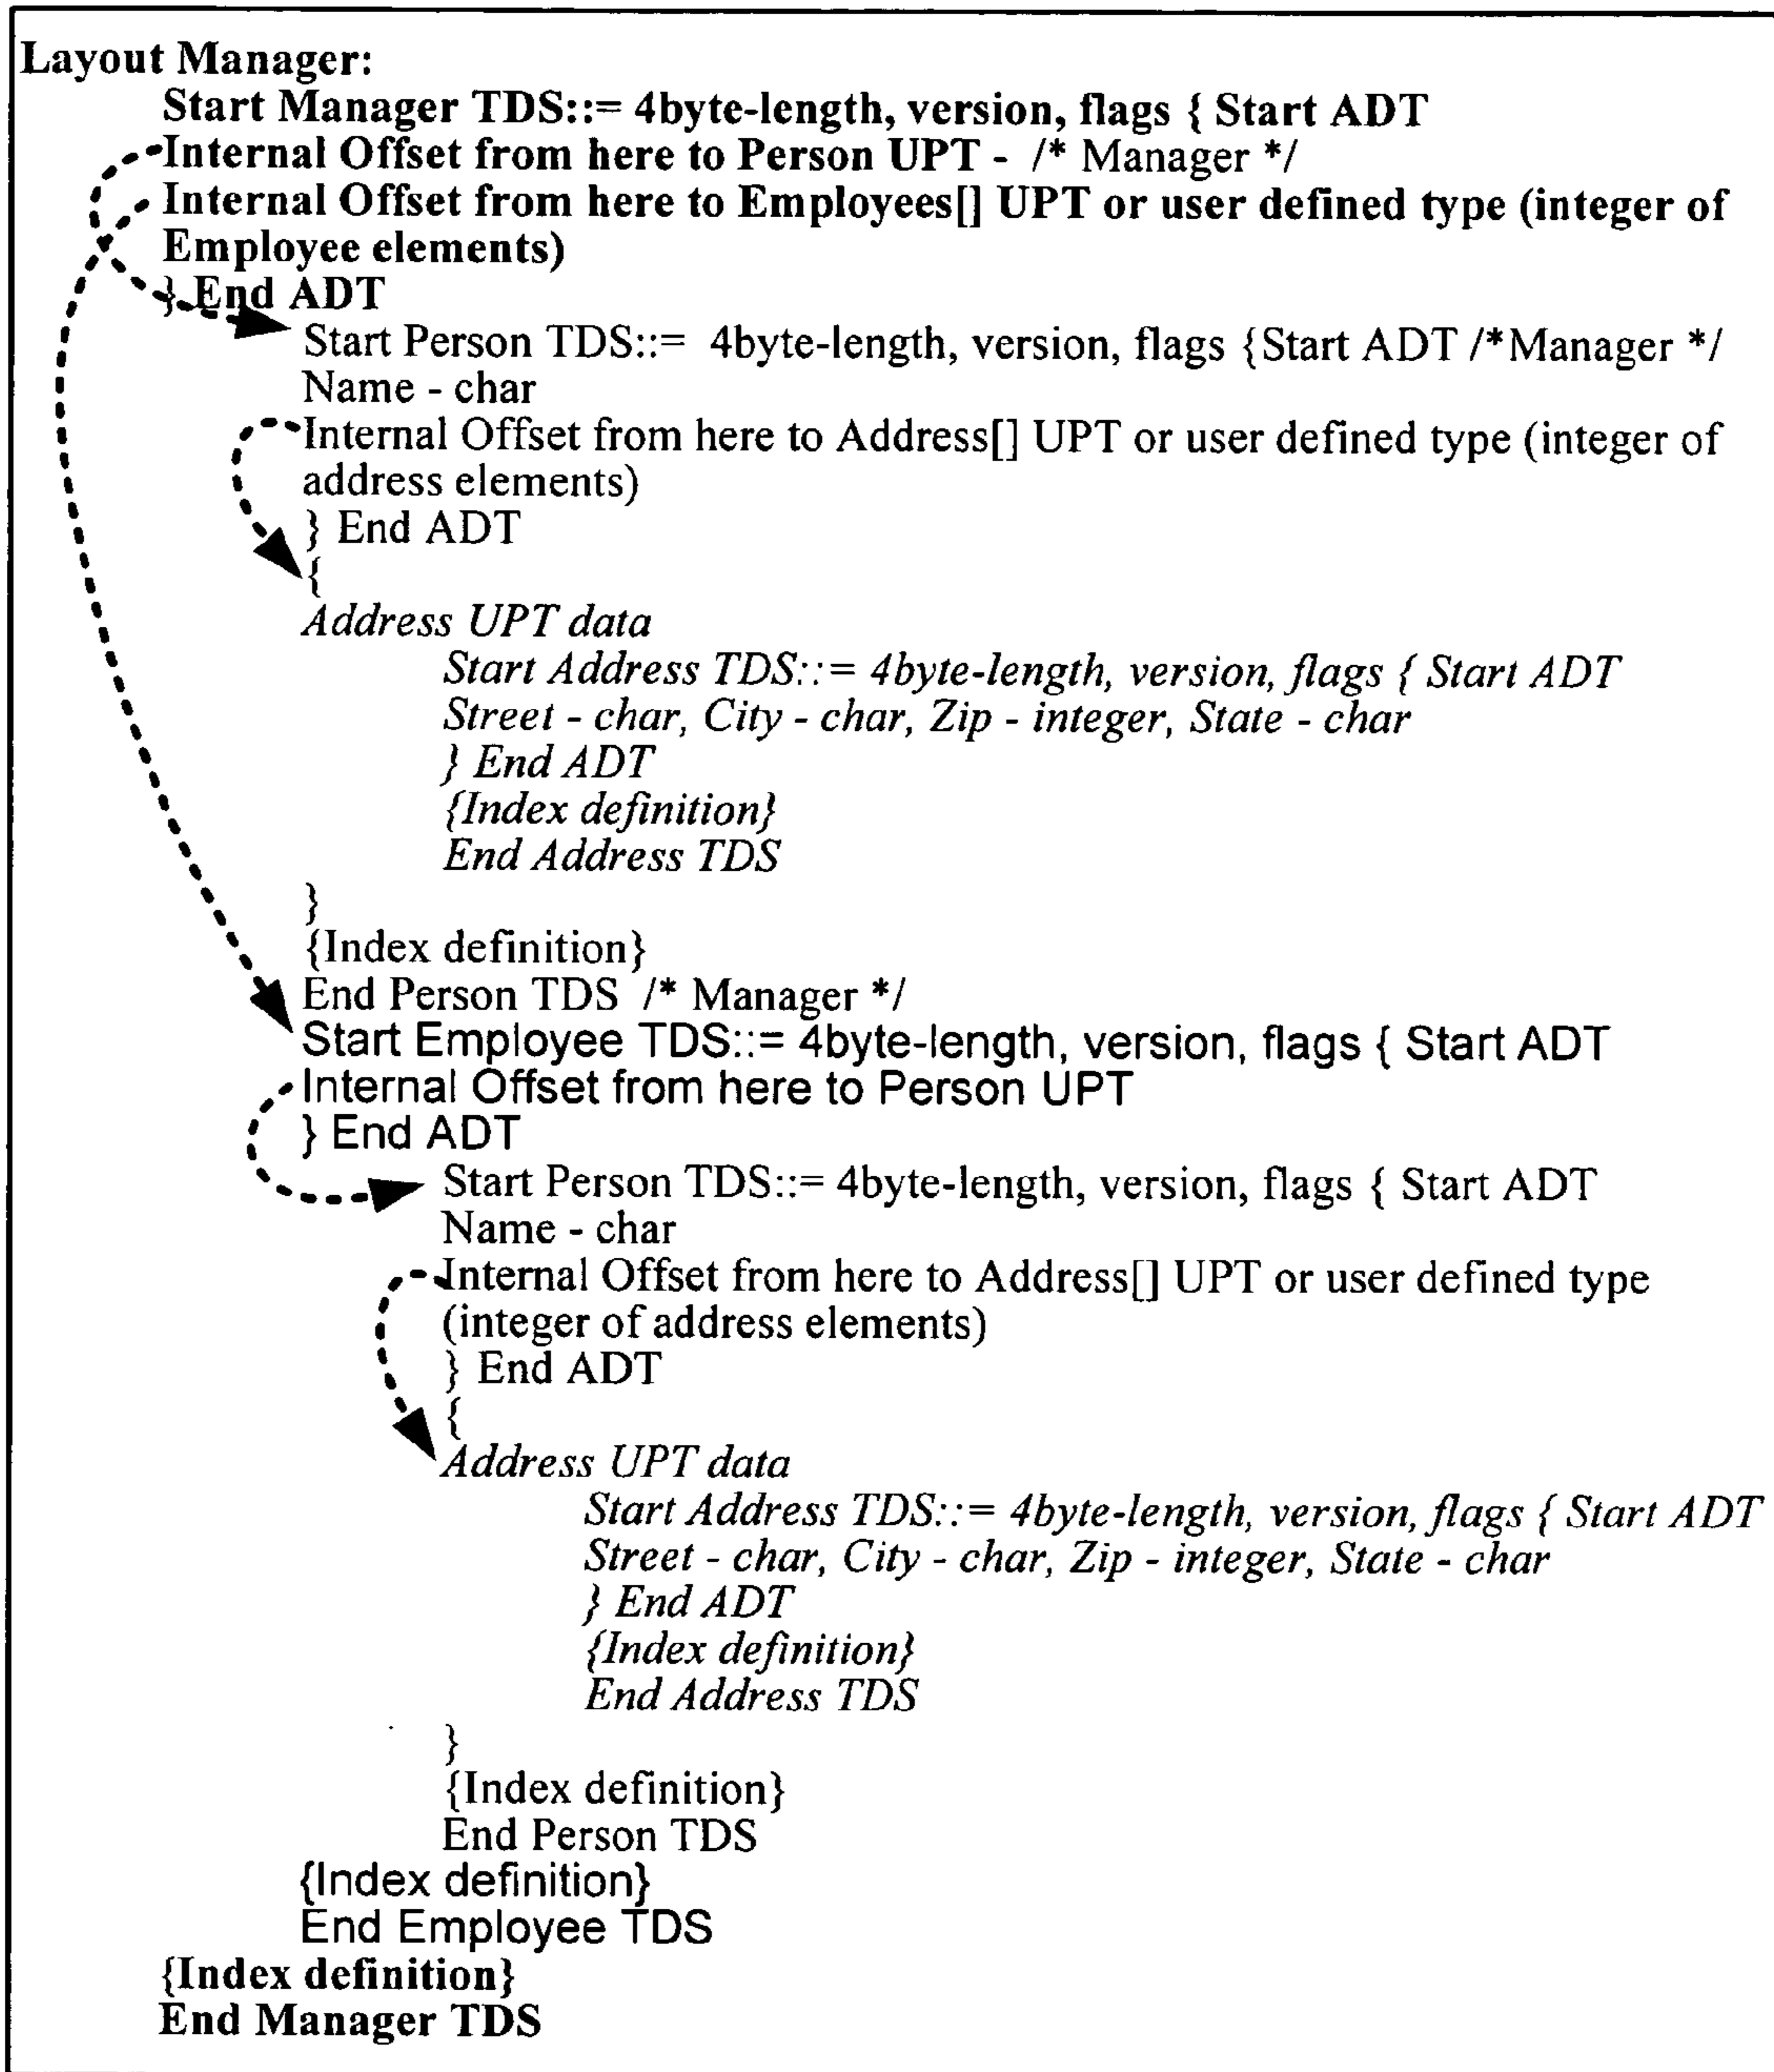 Layout Manager:
Start Manager TDS::= 4byte-length, version, flags { Start ADT
Internal Offset from here to Person UPT - /* Manager */
Internal Offset from here to Employees[] UPT or user defined type (integer of
Employee elements)
} End ADT
Start Person TDS::= 4byte-length, version, flags {Start ADT /*Manager */
Name - char
Internal Offset from here to Address[] UPT or user defined type (integer of
address elements)
} End ADT
{
Address UPT data
Start Address TDS::= 4byte-length, version, flags { Start ADT
Street - char, City - char, Zip - integer, State - char
} End ADT
{Index definition}
End Address TDS
}
{Index definition}
End Person TDS /* Manager */
Start Employee TDS::= 4byte-length, version, flags { Start ADT
Internal Offset from here to Person UPT
} End ADT
Start Person TDS::= 4byte-length, version, flags { Start ADT
Name - char
Internal Offset from here to Address[] UPT or user defined type
(integer of address elements)
} End ADT
{
Address UPT data
Start Address TDS::= 4byte-length, version, flags { Start ADT
Street - char, City - char, Zip - integer, State - char
} End ADT
{Index definition}
End Address TDS
}
{Index definition}
End Person TDS
{Index definition}
End Employee TDS
{Index definition}
End Manager TDS